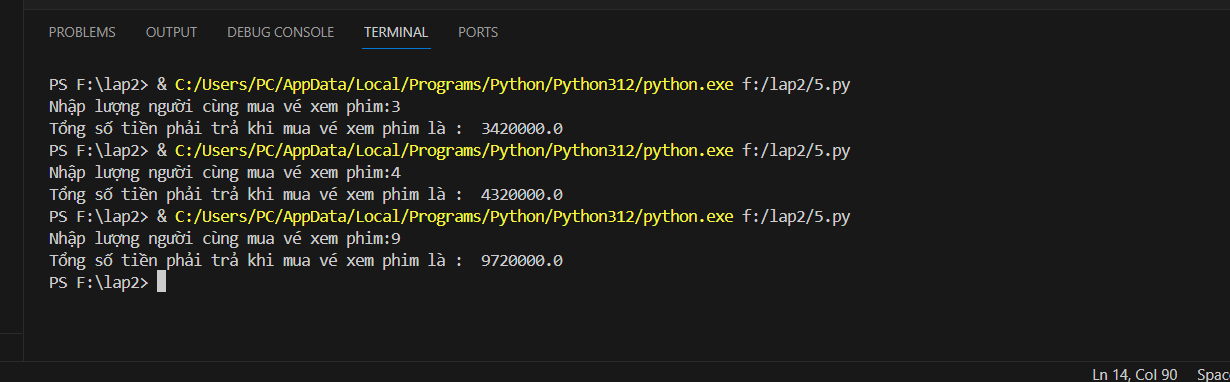 PROBLEMS OUTPUT DEBUG CONSOLE TERMINAL PORTS
PS F:\lap2> & C:/Users/PC/AppData/Local/Programs/Python/Python312/python.exe f:/lap2/5.py
Nhập lượng người cùng mua vé xem phim:3
Tổng số tiền phải trả khi mua vé xem phim là :  3420000.0
PS F:\lap2> & C:/Users/PC/AppData/Local/Programs/Python/Python312/python.exe f:/lap2/5.py
Nhập lượng người cùng mua vé xem phim:4
Tổng số tiền phải trả khi mua vé xem phim là :  4320000.0
PS F:\lap2> & C:/Users/PC/AppData/Local/Programs/Python/Python312/python.exe f:/lap2/5.py
Nhập lượng người cùng mua vé xem phim:9
Tổng số tiền phải trả khi mua vé xem phim là :  9720000.0
PS F:\lap2>
Ln 14, Col 90 Spac